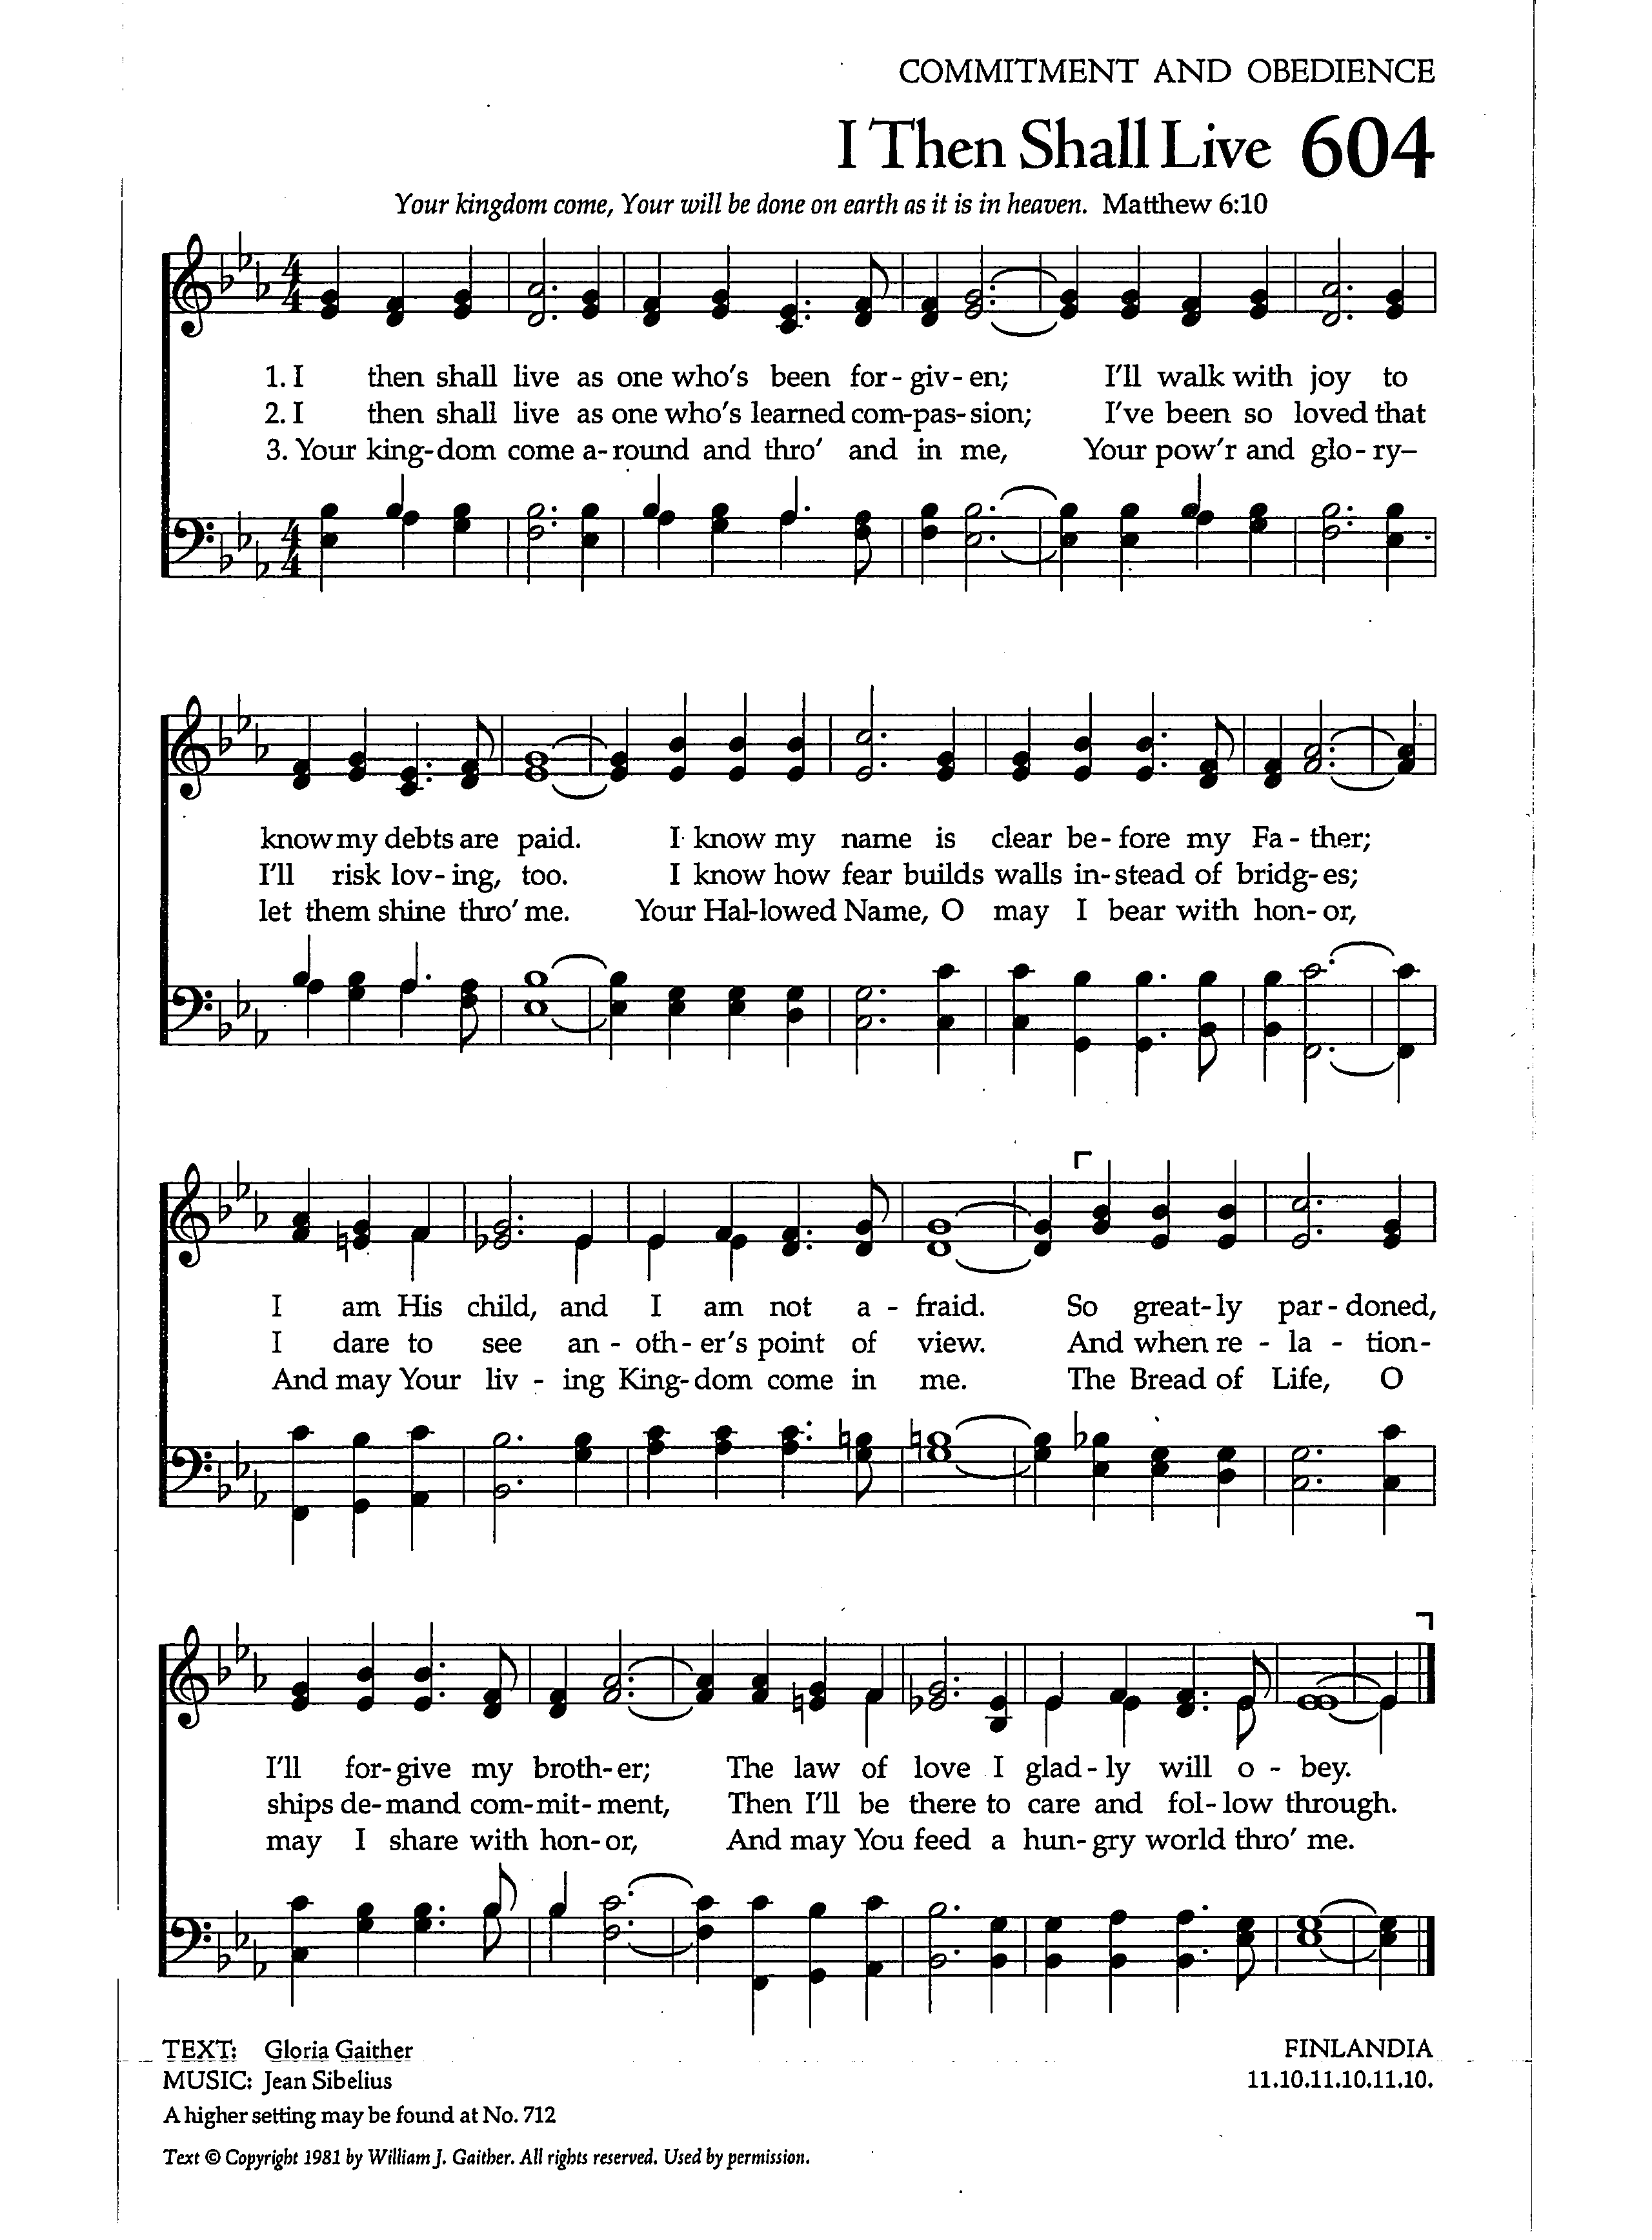 COMMITMENT AND OBEDIENCE
I Then Shall Live 604
Your kingdom come, Your will be done on earth as it is in heaven. Matthew 6:10
1. I then shall live as one who's been for-giv-en; I'll walk with joy to
2. I then shall live as one who's learned com-pas-sion; I've been so loved that
3. Your king-dom come a-round and thro' and in me, Your pow'r and glo-ry–
know my debts are paid. I know my name is clear be-fore my Fa-ther;
I'll risk lov-ing, too. I know how fear builds walls in-stead of bridg-es;
let them shine thro' me. Your Hal-lowed Name, O may I bear with hon-or,
I am His child, and I am not a-fraid. So great-ly par-doned,
I dare to see an-oth-er's point of view. And when re-la-tion-
And may Your liv-ing King-dom come in me. The Bread of Life, O
I'll for-give my broth-er; The law of love I glad-ly will o-bey.
ships de-mand com-mit-ment, Then I'll be there to care and fol-low through.
may I share with hon-or, And may You feed a hun-gry world thro' me.
TEXT: Gloria Gaither FINLANDIA
MUSIC: Jean Sibelius 11.10.11.10.11.10.
A higher setting may be found at No. 712
Text © Copyright 1981 by William J. Gaither. All rights reserved. Used by permission.